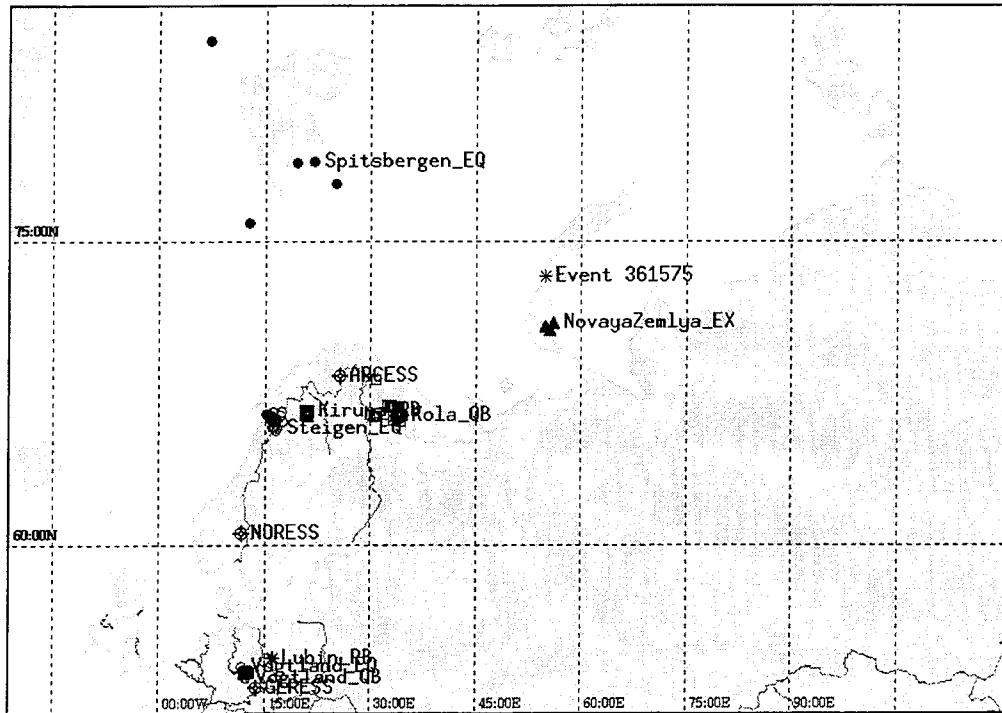 Spitsbergen_EQ
75:00N
Event 361575
NovayaZemlya_EX
ARCESS
Kola_QB
Steigen_EQ
NORESS
60:00N
Lubin_RB
Vogtland_EQ
Vogtland_QB
GERESS
00:00W
15:00E
30:00E
45:00E
60:00E
75:00E
90:00E